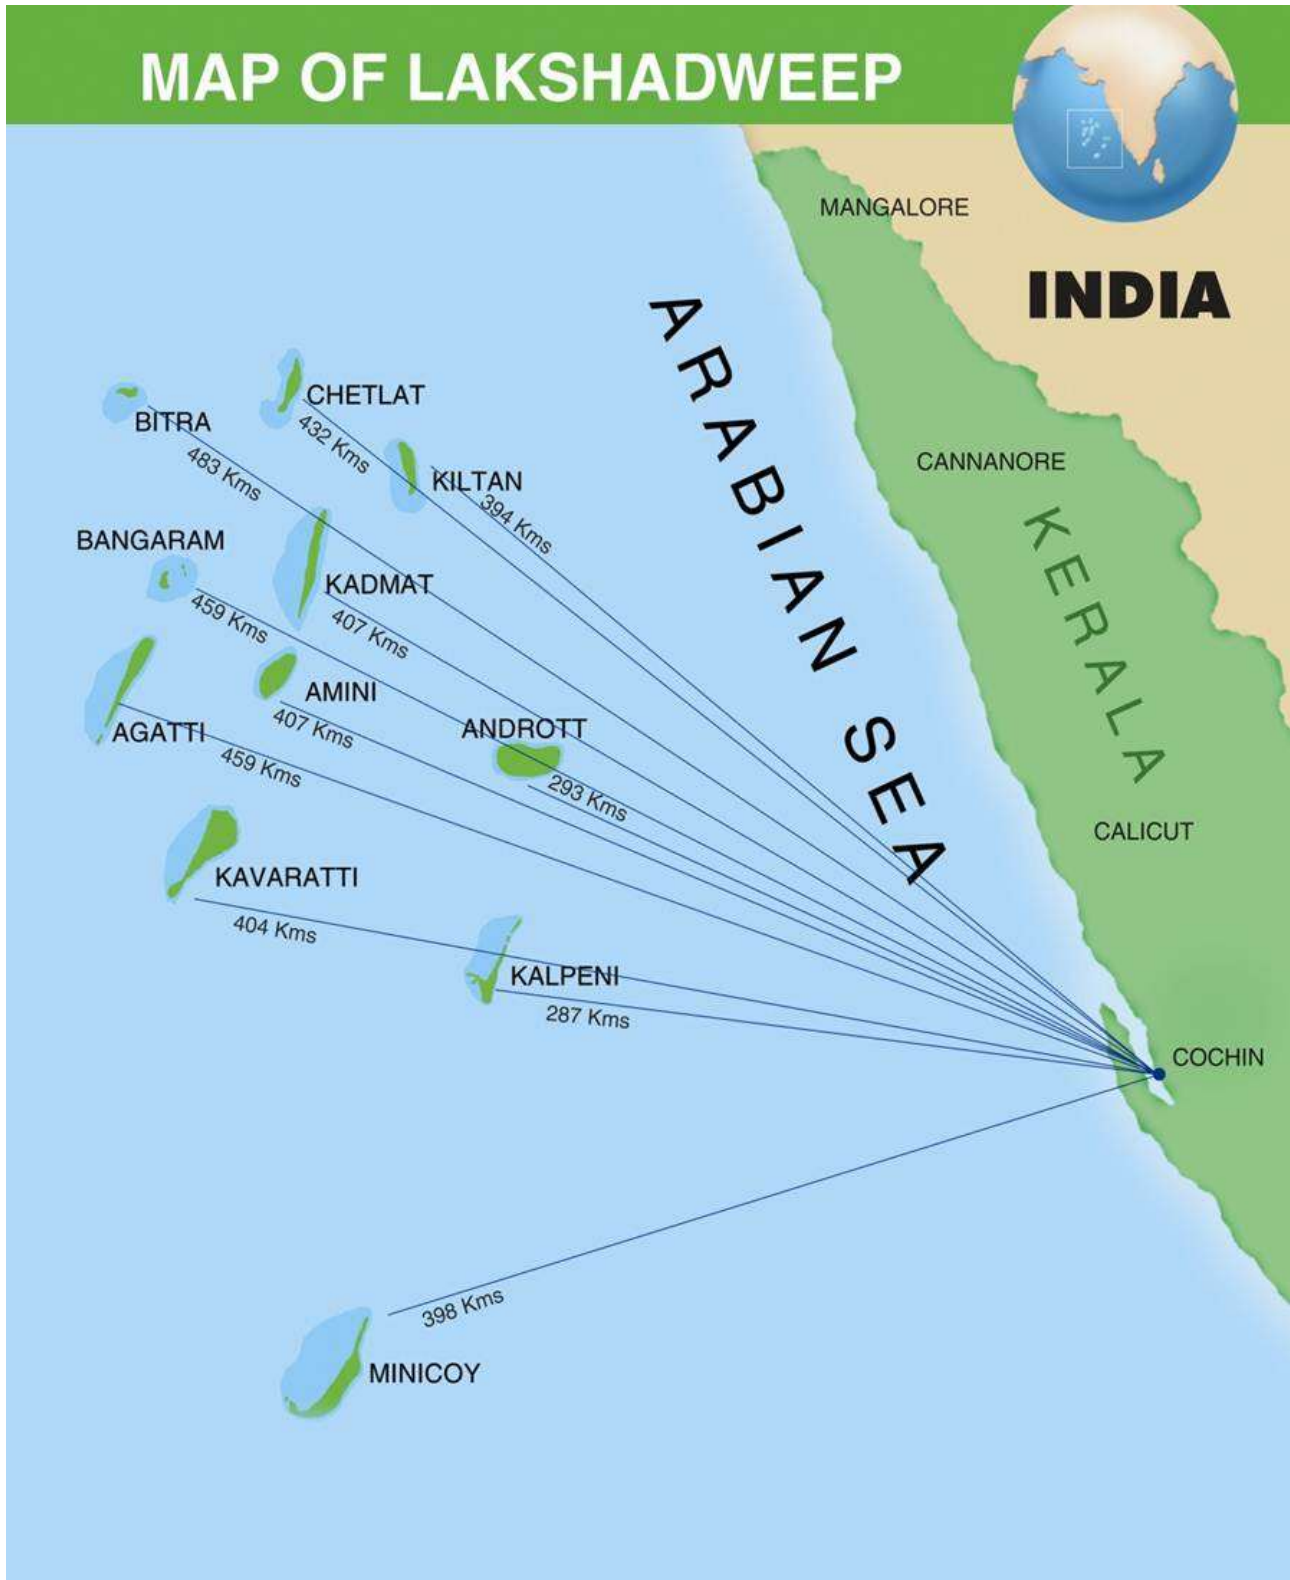 MAP OF LAKSHADWEEP
MANGALORE
INDIA
ARABIAN SEA
CHETLAT
432 Kms
BITRA
483 Kms
KILTAN
394 Kms
CANNANORE
KERALA
BANGARAM
459 Kms
KADMAT
407 Kms
AMINI
407 Kms
AGATTI
459 Kms
ANDROTT
293 Kms
CALICUT
KAVARATTI
404 Kms
KALPENI
287 Kms
COCHIN
398 Kms
MINICOY